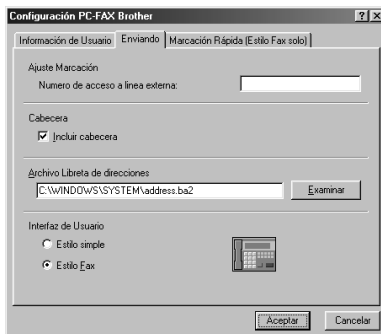 Configuración PC-FAX Brother
Información de Usuario Enviando Marcación Rápida (Estilo Fax solo)
Ajuste Marcación
Numero de acceso a linea externa:
Cabecera
Incluir cabecera
Archivo Libreta de direcciones
C:\WINDOWS\SYSTEM\address.ba2 Examinar
Interfaz de Usuario
Estilo simple
Estilo Fax
Aceptar Cancelar